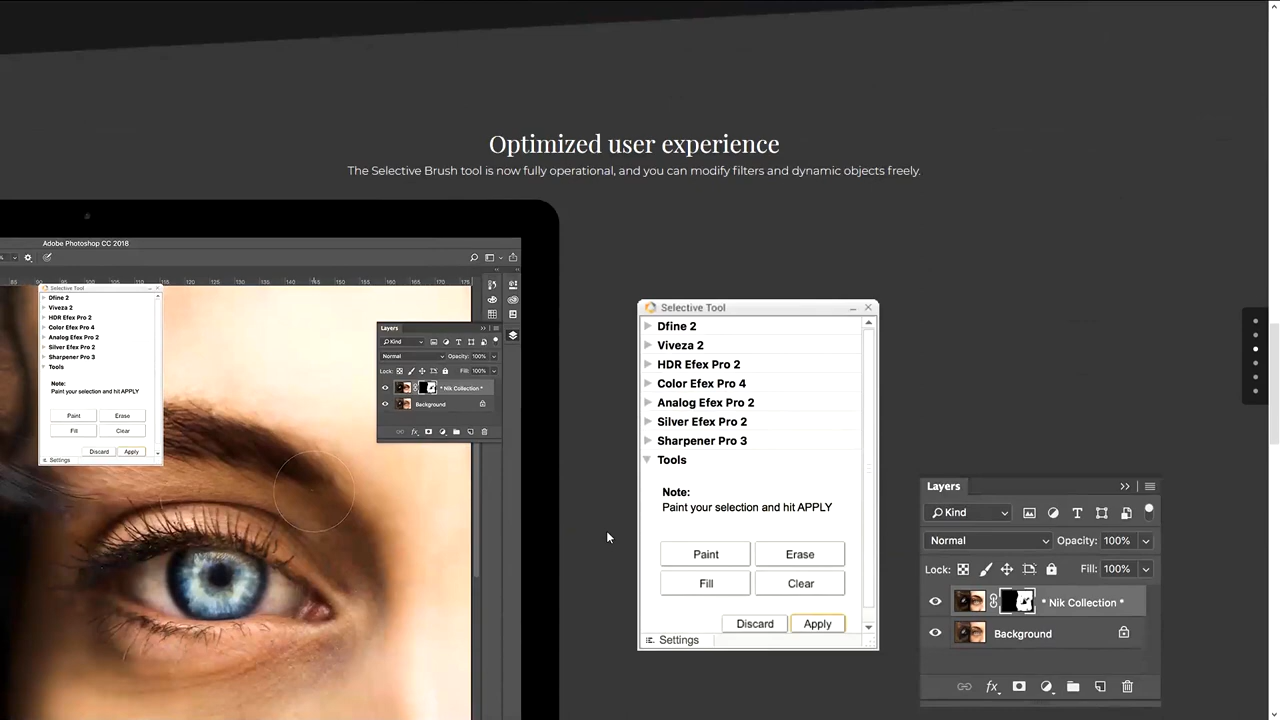 Optimized user experience
The Selective Brush tool is now fully operational, and you can modify filters and dynamic objects freely.
Adobe Photoshop CC 2018
Selective Tool
Dfine 2
Viveza 2
HDR Efex Pro 2
Color Efex Pro 4
Analog Efex Pro 2
Silver Efex Pro 2
Sharpener Pro 3
Tools
Note:
Paint your selection and hit APPLY
Paint Erase
Fill Clear
Discard Apply
Settings
Layers
Kind
Normal Opacity: 100%
Lock: Fill: 100%
* Nik Collection *
Background
Selective Tool
Dfine 2
Viveza 2
HDR Efex Pro 2
Color Efex Pro 4
Analog Efex Pro 2
Silver Efex Pro 2
Sharpener Pro 3
Tools
Note:
Paint your selection and hit APPLY
Paint Erase
Fill Clear
Discard Apply
Settings
Layers
Kind
Normal Opacity: 100%
Lock: Fill: 100%
* Nik Collection *
Background